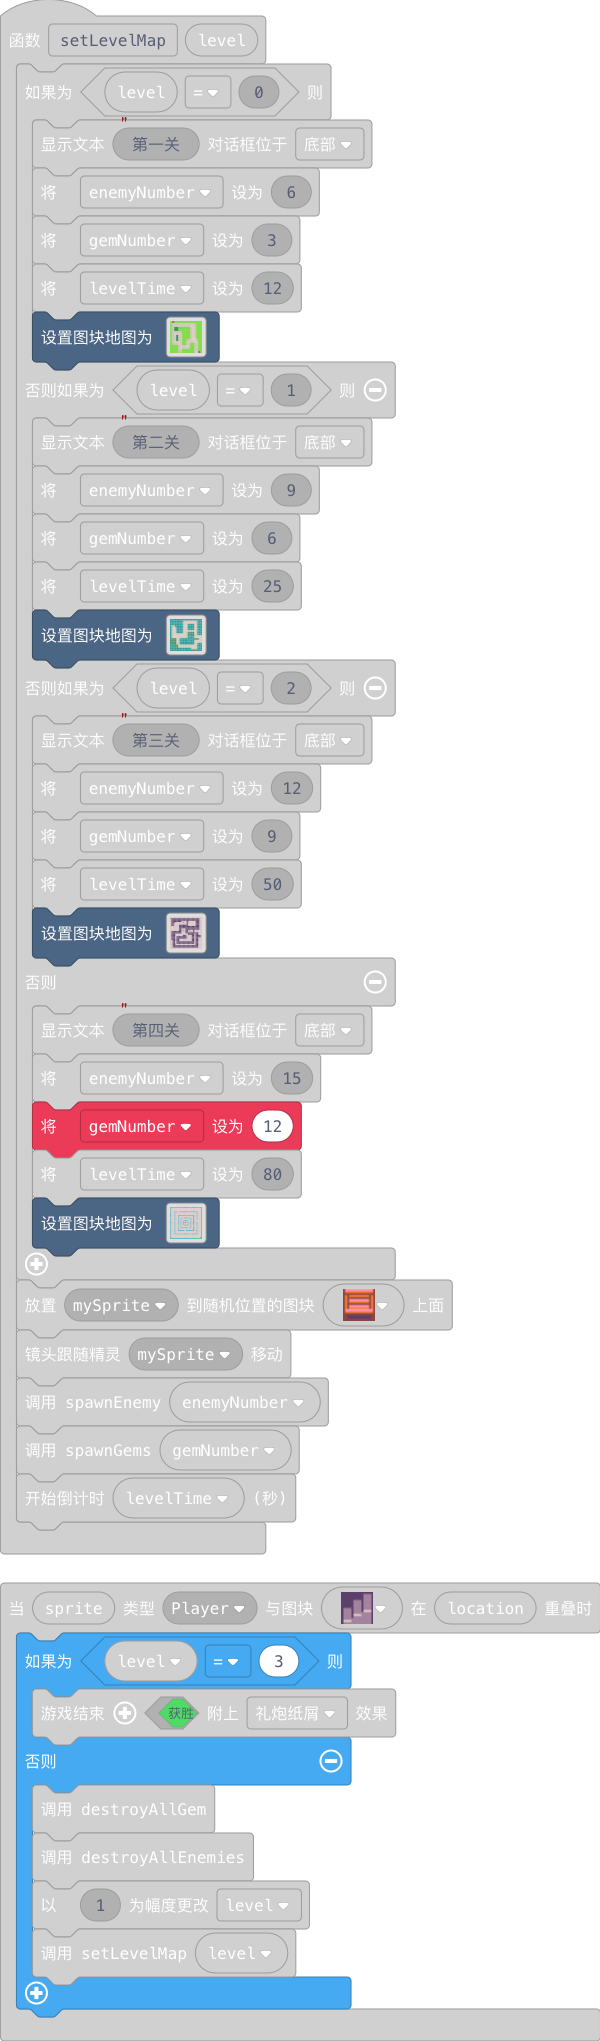 函数 setLevelMap level
如果为 level = 0 则
显示文本 " 第一关 对话框位于 底部
将 enemyNumber 设为 6
将 gemNumber 设为 3
将 levelTime 设为 12
设置图块地图为
否则如果为 level = 1 则
显示文本 " 第二关 对话框位于 底部
将 enemyNumber 设为 9
将 gemNumber 设为 6
将 levelTime 设为 25
设置图块地图为
否则如果为 level = 2 则
显示文本 " 第三关 对话框位于 底部
将 enemyNumber 设为 12
将 gemNumber 设为 9
将 levelTime 设为 50
设置图块地图为
否则
显示文本 " 第四关 对话框位于 底部
将 enemyNumber 设为 15
将 gemNumber 设为 12
将 levelTime 设为 80
设置图块地图为
放置 mySprite 到随机位置的图块 上面
镜头跟随精灵 mySprite 移动
调用 spawnEnemy enemyNumber
调用 spawnGems gemNumber
开始倒计时 levelTime (秒)
当 sprite 类型 Player 与图块 在 location 重叠时
如果为 level = 3 则
游戏结束 获胜 附上 礼炮纸屑 效果
否则
调用 destroyAllGem
调用 destroyAllEnemies
以 1 为幅度更改 level
调用 setLevelMap level